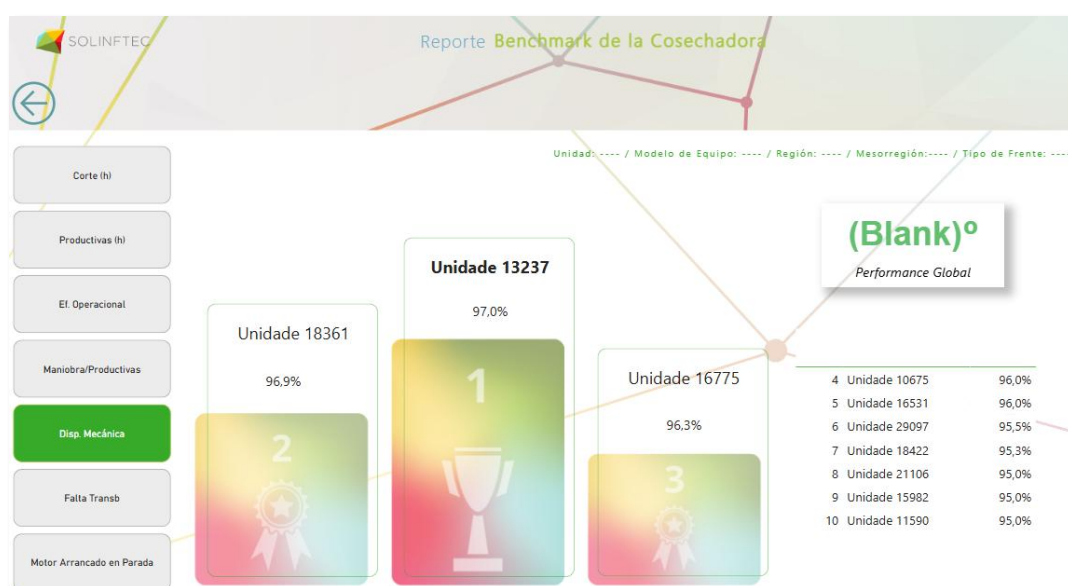 SOLINFTEC
Reporte Benchmark de la Cosechadora
Unidad: ---- / Modelo de Equipo: ---- / Región: ---- / Mesorregión:---- / Tipo de Frente: ----
Corte (h)
Productivas (h)
Ef. Operacional
Maniobra/Productivas
Disp. Mecánica
Falta Transb
Motor Arrancado en Parada
Unidade 18361
96,9%
2
Unidade 13237
97,0%
1
Unidade 16775
96,3%
3
(Blank)º
Performance Global
4 Unidade 10675 96,0%
5 Unidade 16531 96,0%
6 Unidade 29097 95,5%
7 Unidade 18422 95,3%
8 Unidade 21106 95,0%
9 Unidade 15982 95,0%
10 Unidade 11590 95,0%